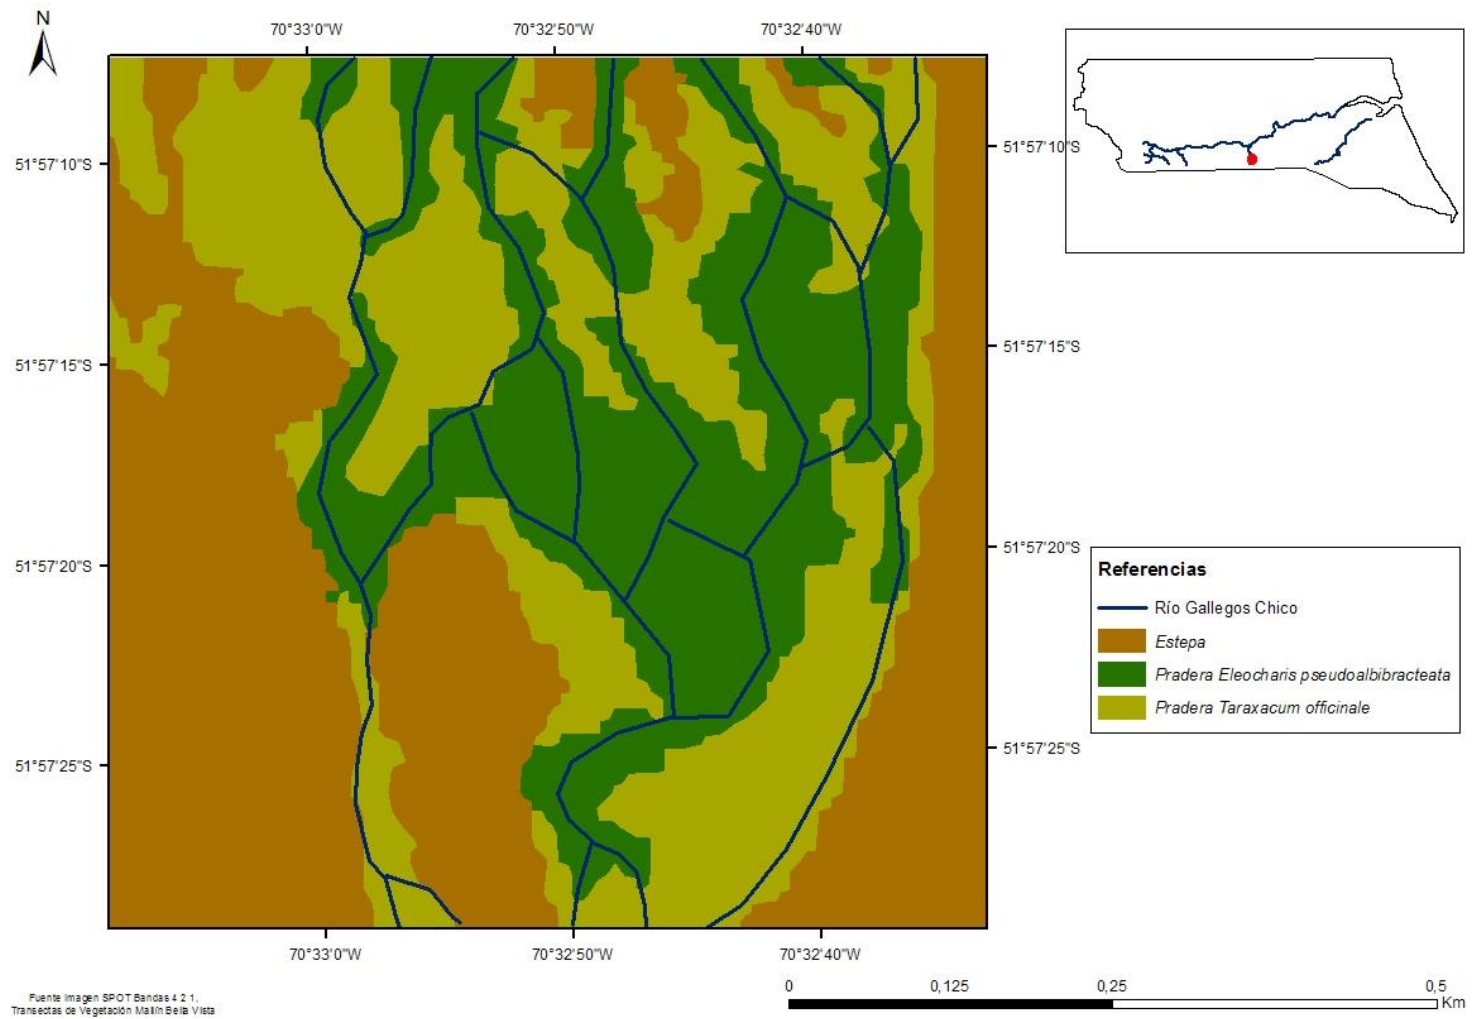 N
70°33'0"W
70°32'50"W
70°32'40"W
51°57'10"S
51°57'15"S
51°57'20"S
51°57'25"S
51°57'10"S
51°57'15"S
51°57'20"S
51°57'25"S
70°33'0"W
70°32'50"W
70°32'40"W
Referencias
Río Gallegos Chico
Estepa
Pradera Eleocharis pseudoalbibracteata
Pradera Taraxacum officinale
Fuente Imagen SPOT Bandas 4 2 1,
Transectas de Vegetación Mallín Bella Vista
0 0,125 0,25 0,5
Km